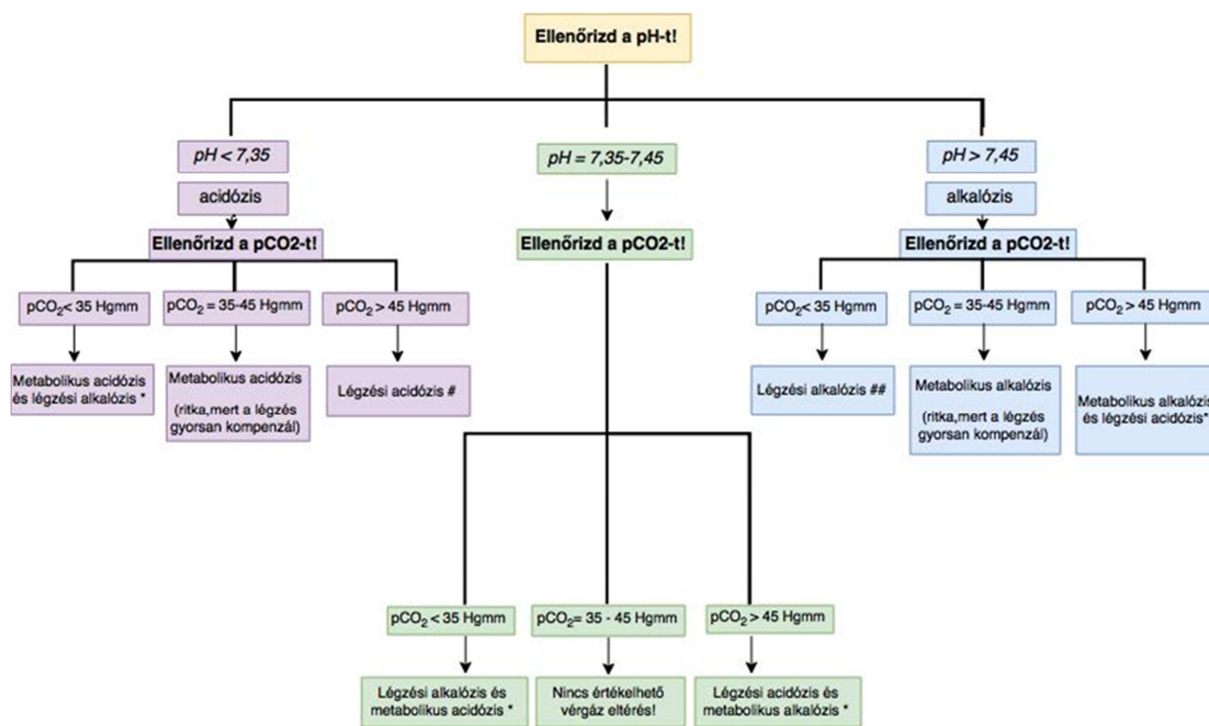 Ellenőrizd a pH-t!
pH < 7,35
acidózis
Ellenőrizd a pCO2-t!
pCO₂< 35 Hgmm
pCO₂ = 35-45 Hgmm
pCO₂ > 45 Hgmm
Metabolikus acidózis
és légzési alkalózis *
Metabolikus acidózis
(ritka,mert a légzés
gyorsan kompenzál)
Légzési acidózis #
pH = 7,35-7,45
Ellenőrizd a pCO2-t!
pCO₂ < 35 Hgmm
pCO₂= 35 - 45 Hgmm
pCO₂ > 45 Hgmm
Légzési alkalózis és
metabolikus acidózis *
Nincs értékelhető
vérgáz eltérés!
Légzési acidózis és
metabolikus alkalózis *
pH > 7,45
alkalózis
Ellenőrizd a pCO2-t!
pCO₂< 35 Hgmm
pCO₂ = 35-45 Hgmm
pCO₂ > 45 Hgmm
Légzési alkalózis ##
Metabolikus alkalózis
(ritka,mert a légzés
gyorsan kompenzál)
Metabolikus alkalózis
és légzési acidózis*